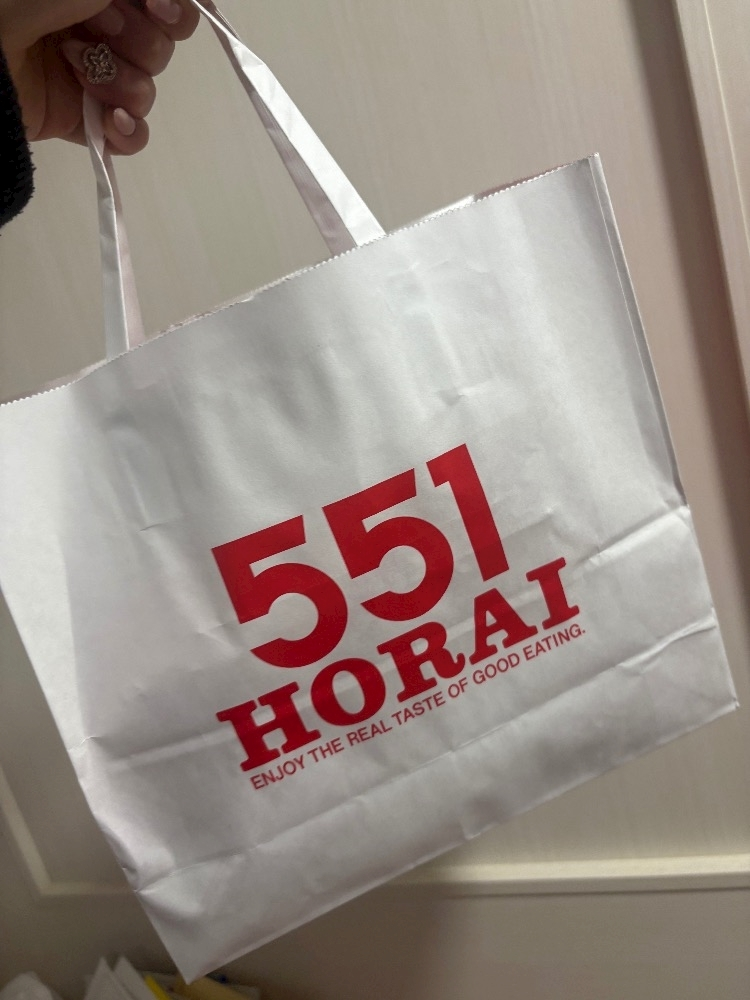 551
HORAI
ENJOY THE REAL TASTE OF GOOD EATING.